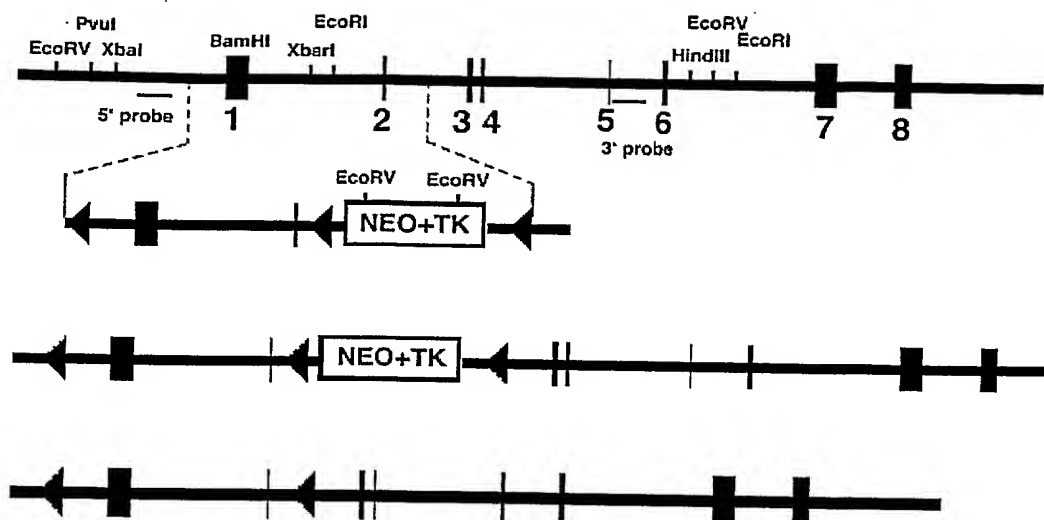 PvuI
EcoRI
EcoRV
EcoRV XbaI
BamHI
XbarI
HindIII
EcoRI
5' probe
1
2
3 4
5 6
7
8
3' probe
EcoRV
EcoRV
NEO+TK
NEO+TK